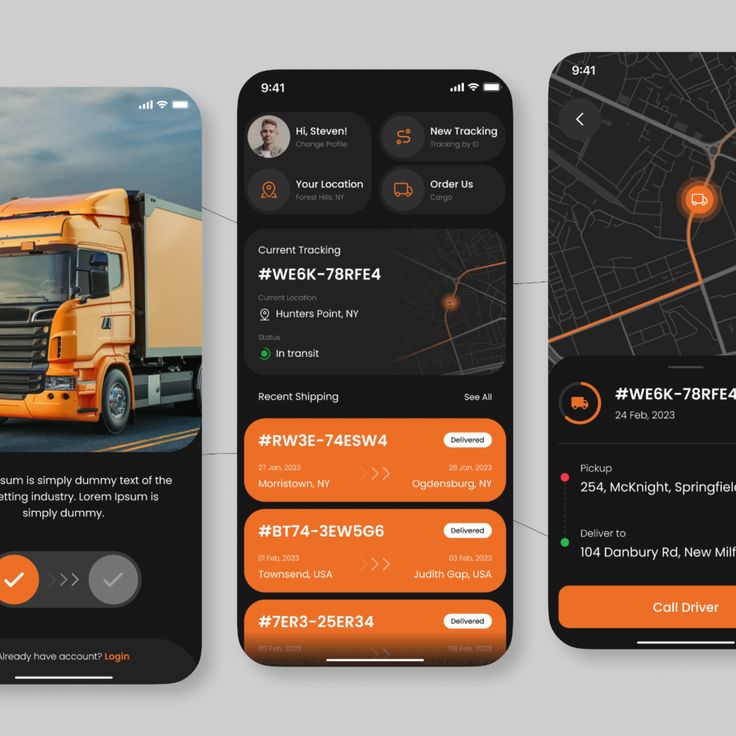 sum is simply dummy text of the
etting industry. Lorem Ipsum is
simply dummy.
Already have account? Login
9:41
Hi, Steven!
Change Profile
New Tracking
Tracking by ID
Your Location
Forest Hills, NY
Order Us
Cargo
Current Tracking
#WE6K-78RFE4
Current Location
Hunters Point, NY
Status
In transit
Recent Shipping
See All
#RW3E-74ESW4
Delivered
27 Jan, 2023
28 Jan, 2023
Morristown, NY
Ogdensburg, NY
#BT74-3EW5G6
Delivered
01 Feb, 2023
03 Feb, 2023
Townsend, USA
Judith Gap, USA
#7ER3-25ER34
Delivered
05 Feb, 2023
08 Feb, 2023
9:41
#WE6K-78RFE4
24 Feb, 2023
Pickup
254, McKnight, Springfield
Deliver to
104 Danbury Rd, New Milf
Call Driver